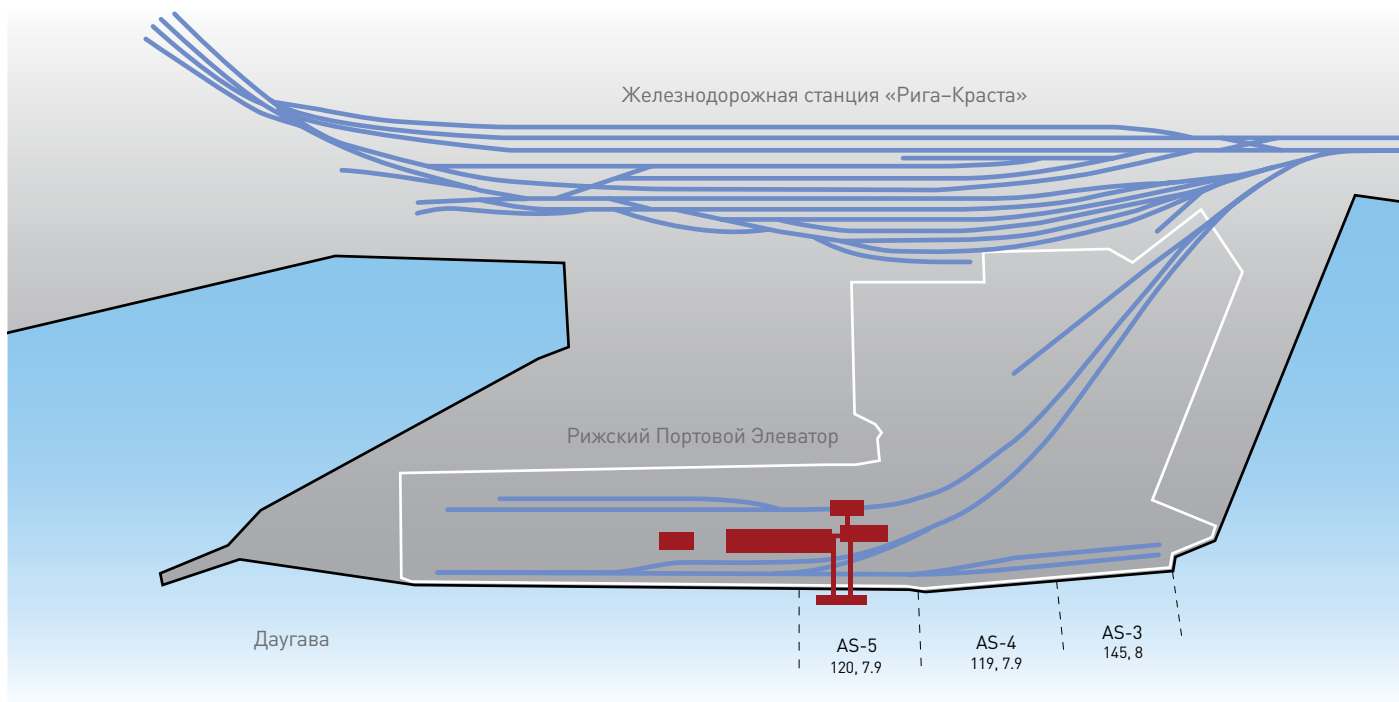 Железнодорожная станция «Рига–Краста»
Рижский Портовой Элеватор
Даугава
AS-5
120, 7.9
AS-4
119, 7.9
AS-3
145, 8